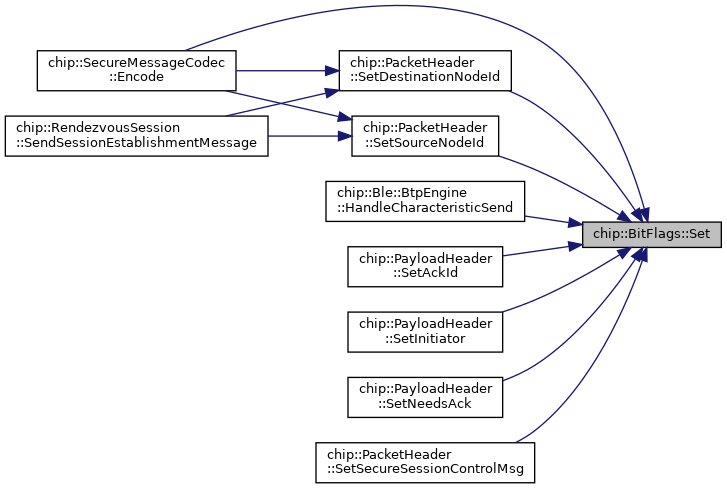 chip::SecureMessageCodec
::Encode
chip::PacketHeader
::SetDestinationNodeId
chip::RendezvousSession
::SendSessionEstablishmentMessage
chip::PacketHeader
::SetSourceNodeId
chip::Ble::BtpEngine
::HandleCharacteristicSend
chip::BitFlags::Set
chip::PayloadHeader
::SetAckId
chip::PayloadHeader
::SetInitiator
chip::PayloadHeader
::SetNeedsAck
chip::PacketHeader
::SetSecureSessionControlMsg